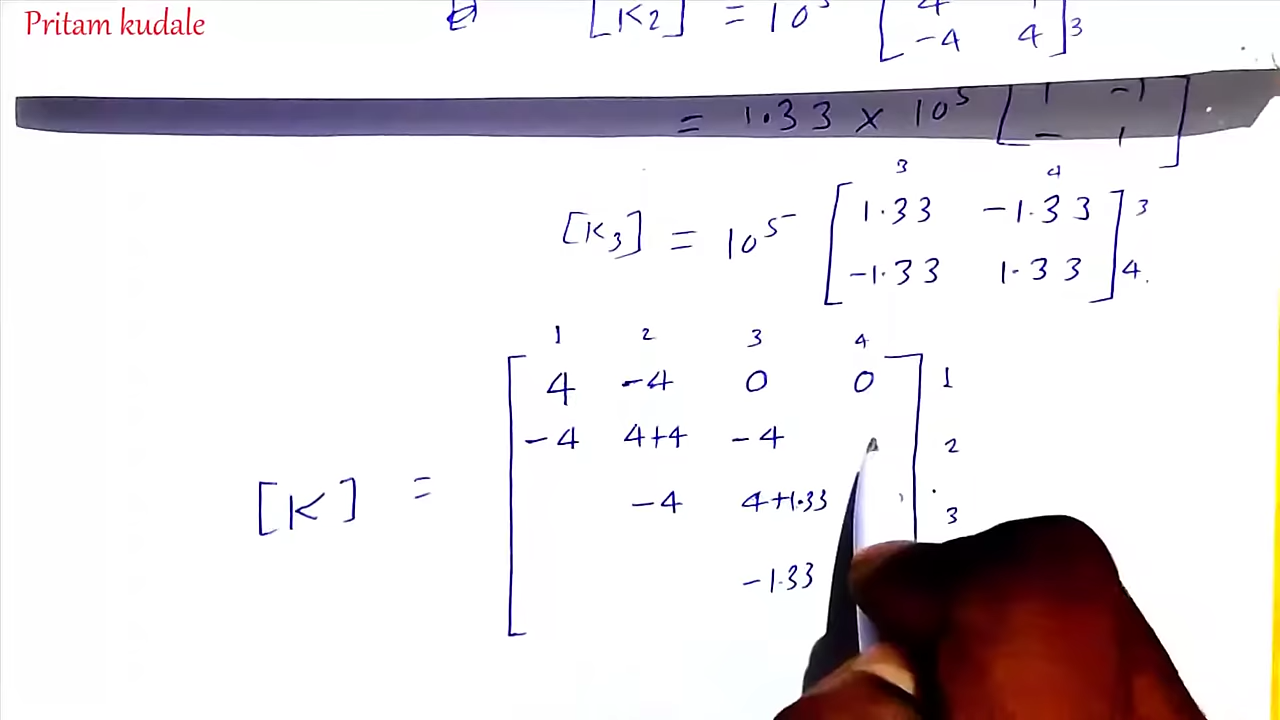 Pritam kudale
[K2] = 10
-4 4 3
= 1.33 x 10^5 [1 -1
- 1]
3 4
[K3] = 10^5 [1.33 -1.33] 3
[-1.33 1.33] 4.
1 2 3 4
4 -4 0 0 1
-4 4+4 -4 2
[K] =
-4 4+1.33 3
-1.33